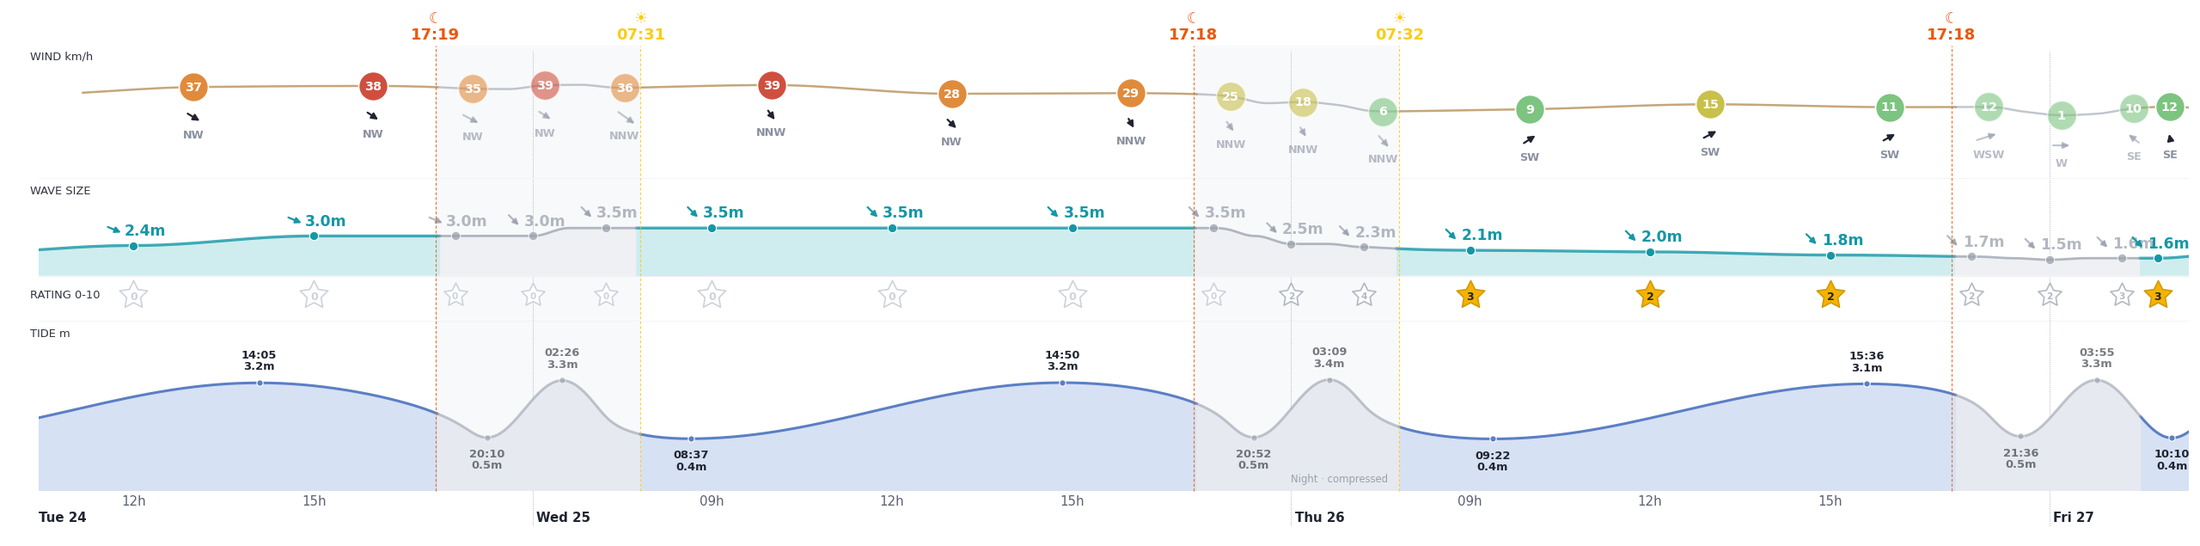 ☾ ☀ ☾ ☀ ☾
17:19 07:31 17:18 07:32 17:18
WIND km/h
37 38 35 39 36 39 28 29 25 18 6 9 15 11 12 1 10 12
NW NW NW NW NNW NNW NW NNW NNW NNW NNW SW SW SW WSW W SE SE
WAVE SIZE
2.4m 3.0m 3.0m 3.0m 3.5m 3.5m 3.5m 3.5m 3.5m 2.5m 2.3m 2.1m 2.0m 1.8m 1.7m 1.5m 1.6m 1.6m
RATING 0-10
0 0 0 0 0 0 0 0 0 2 4 3 2 2 2 2 3 3
TIDE m
14:05 02:26 14:50 03:09 15:36 03:55
3.2m 3.3m 3.2m 3.4m 3.1m 3.3m
20:10 08:37 20:52 09:22 21:36 10:10
0.5m 0.4m 0.5m 0.4m 0.5m 0.4m
Night · compressed
12h 15h 09h 12h 15h 09h 12h 15h
Tue 24 Wed 25 Thu 26 Fri 27